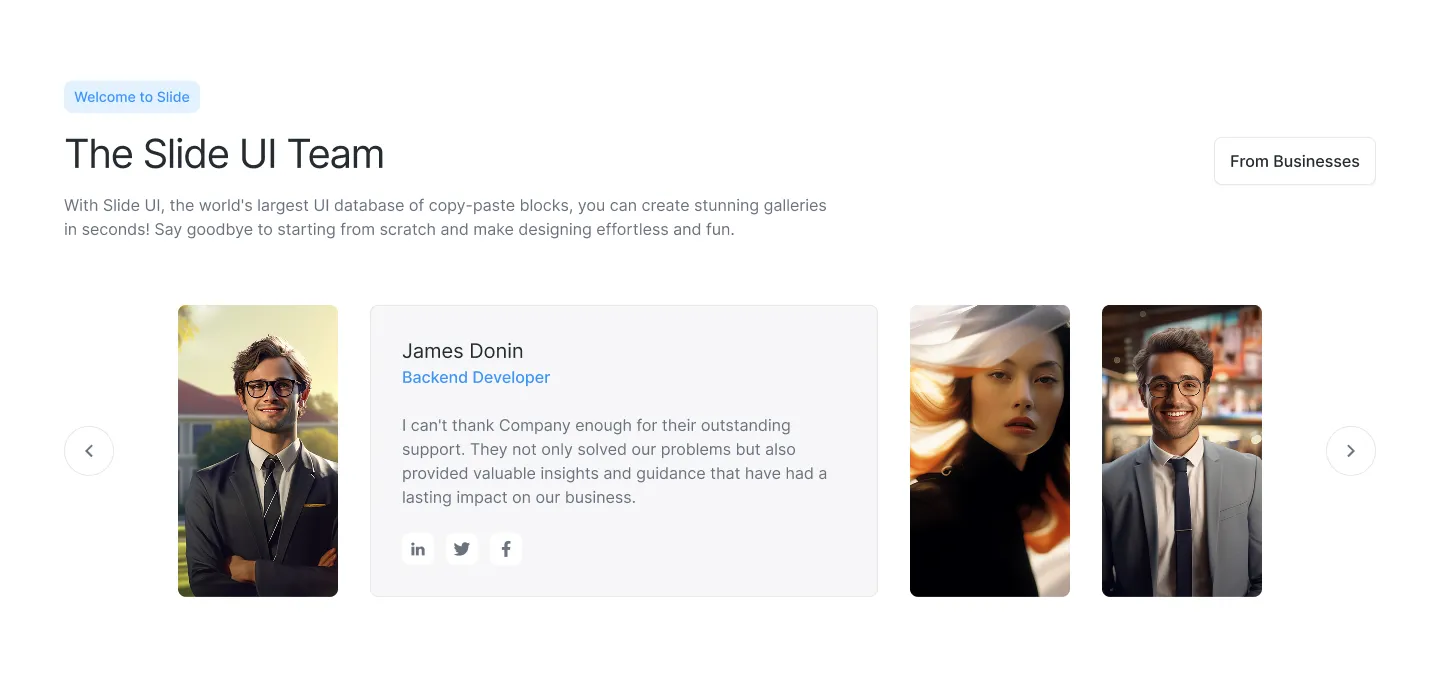 Welcome to Slide
The Slide UI Team
From Businesses
With Slide UI, the world's largest UI database of copy-paste blocks, you can create stunning galleries
in seconds! Say goodbye to starting from scratch and make designing effortless and fun.
James Donin
Backend Developer
I can't thank Company enough for their outstanding
support. They not only solved our problems but also
provided valuable insights and guidance that have had a
lasting impact on our business.